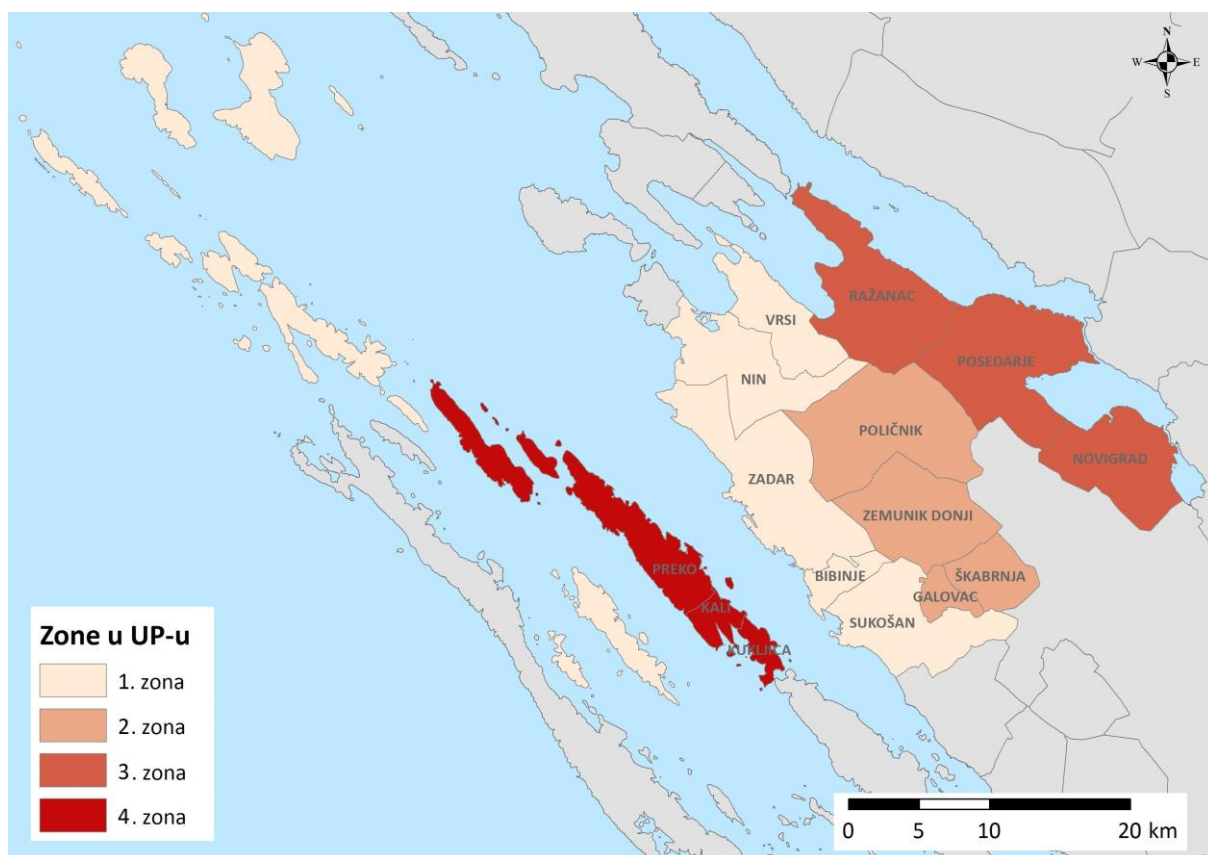 N
W E
S
RAŽANAC
VRSI
POSEDARJE
NIN
POLIČNIK
NOVIGRAD
ZADAR
ZEMUNIK DONJI
PREKO
BIBINJE
ŠKABRNJA
GALOVAC
KALI
SUKOŠAN
KUKLJICA
Zone u UP-u
1. zona
2. zona
3. zona
4. zona
0 5 10 20 km